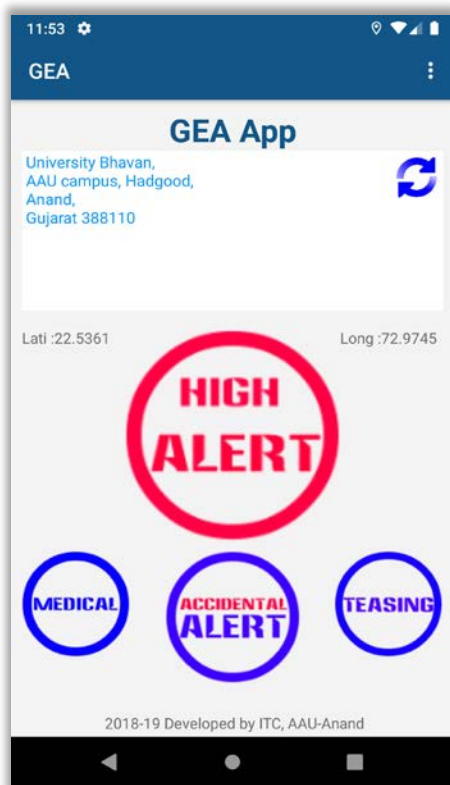 11:53
GEA
GEA App
University Bhavan,
AAU campus, Hadgood,
Anand,
Gujarat 388110
Lati :22.5361
Long :72.9745
HIGH
ALERT
MEDICAL
ACCIDENTAL
ALERT
TEASING
2018-19 Developed by ITC, AAU-Anand